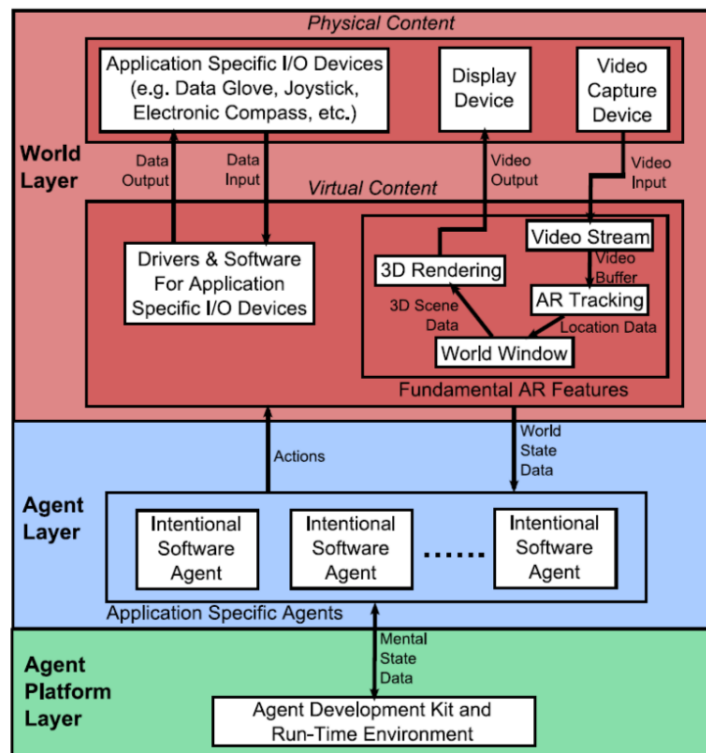 Physical Content
Application Specific I/O Devices
(e.g. Data Glove, Joystick,
Electronic Compass, etc.)
Display
Device
Video
Capture
Device
World
Layer
Data
Output
Data
Input
Video
Output
Video
Input
Virtual Content
Drivers & Software
For Application
Specific I/O Devices
Video Stream
Video
Buffer
3D Rendering
AR Tracking
3D Scene
Data
Location Data
World Window
Fundamental AR Features
Actions
World
State
Data
Agent
Layer
Intentional
Software
Agent
Intentional
Software
Agent
......
Intentional
Software
Agent
Application Specific Agents
Agent
Platform
Layer
Mental
State
Data
Agent Development Kit and
Run-Time Environment